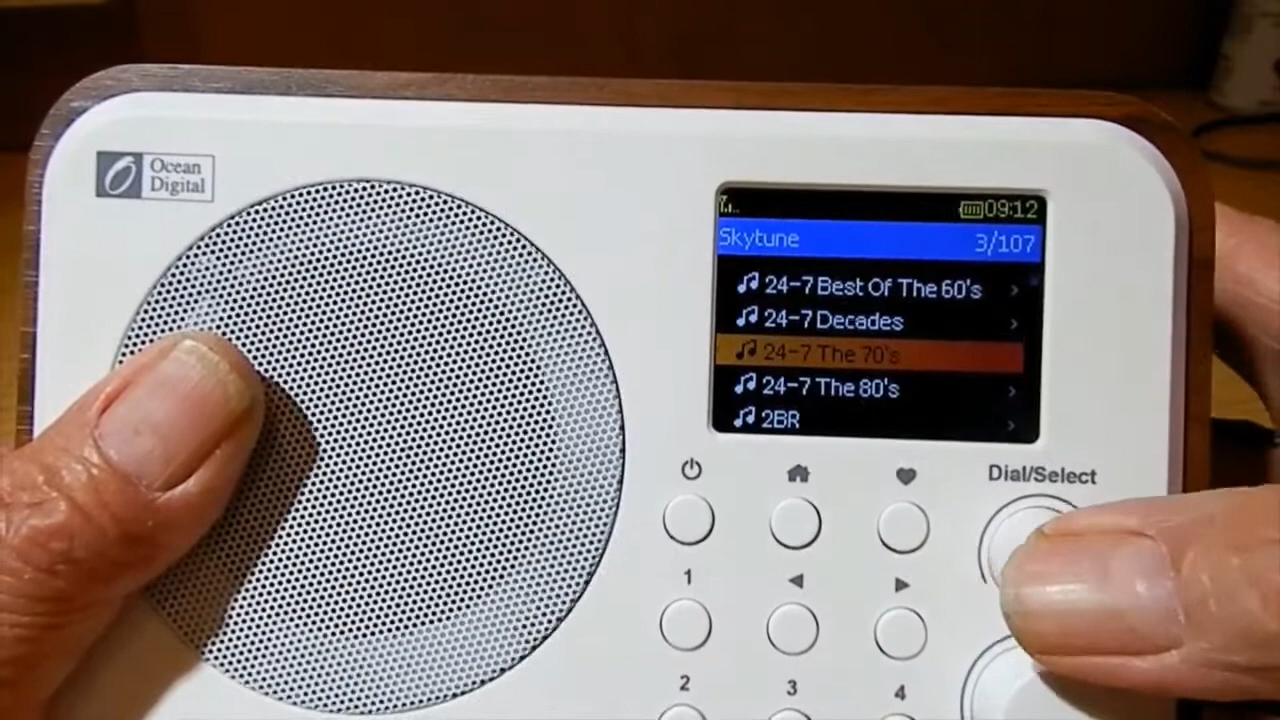 Ocean
Digital
09:12
Skytune 3/107
24-7 Best Of The 60's
24-7 Decades
24-7 The 70's
24-7 The 80's
2BR
Dial/Select
1
2 3 4